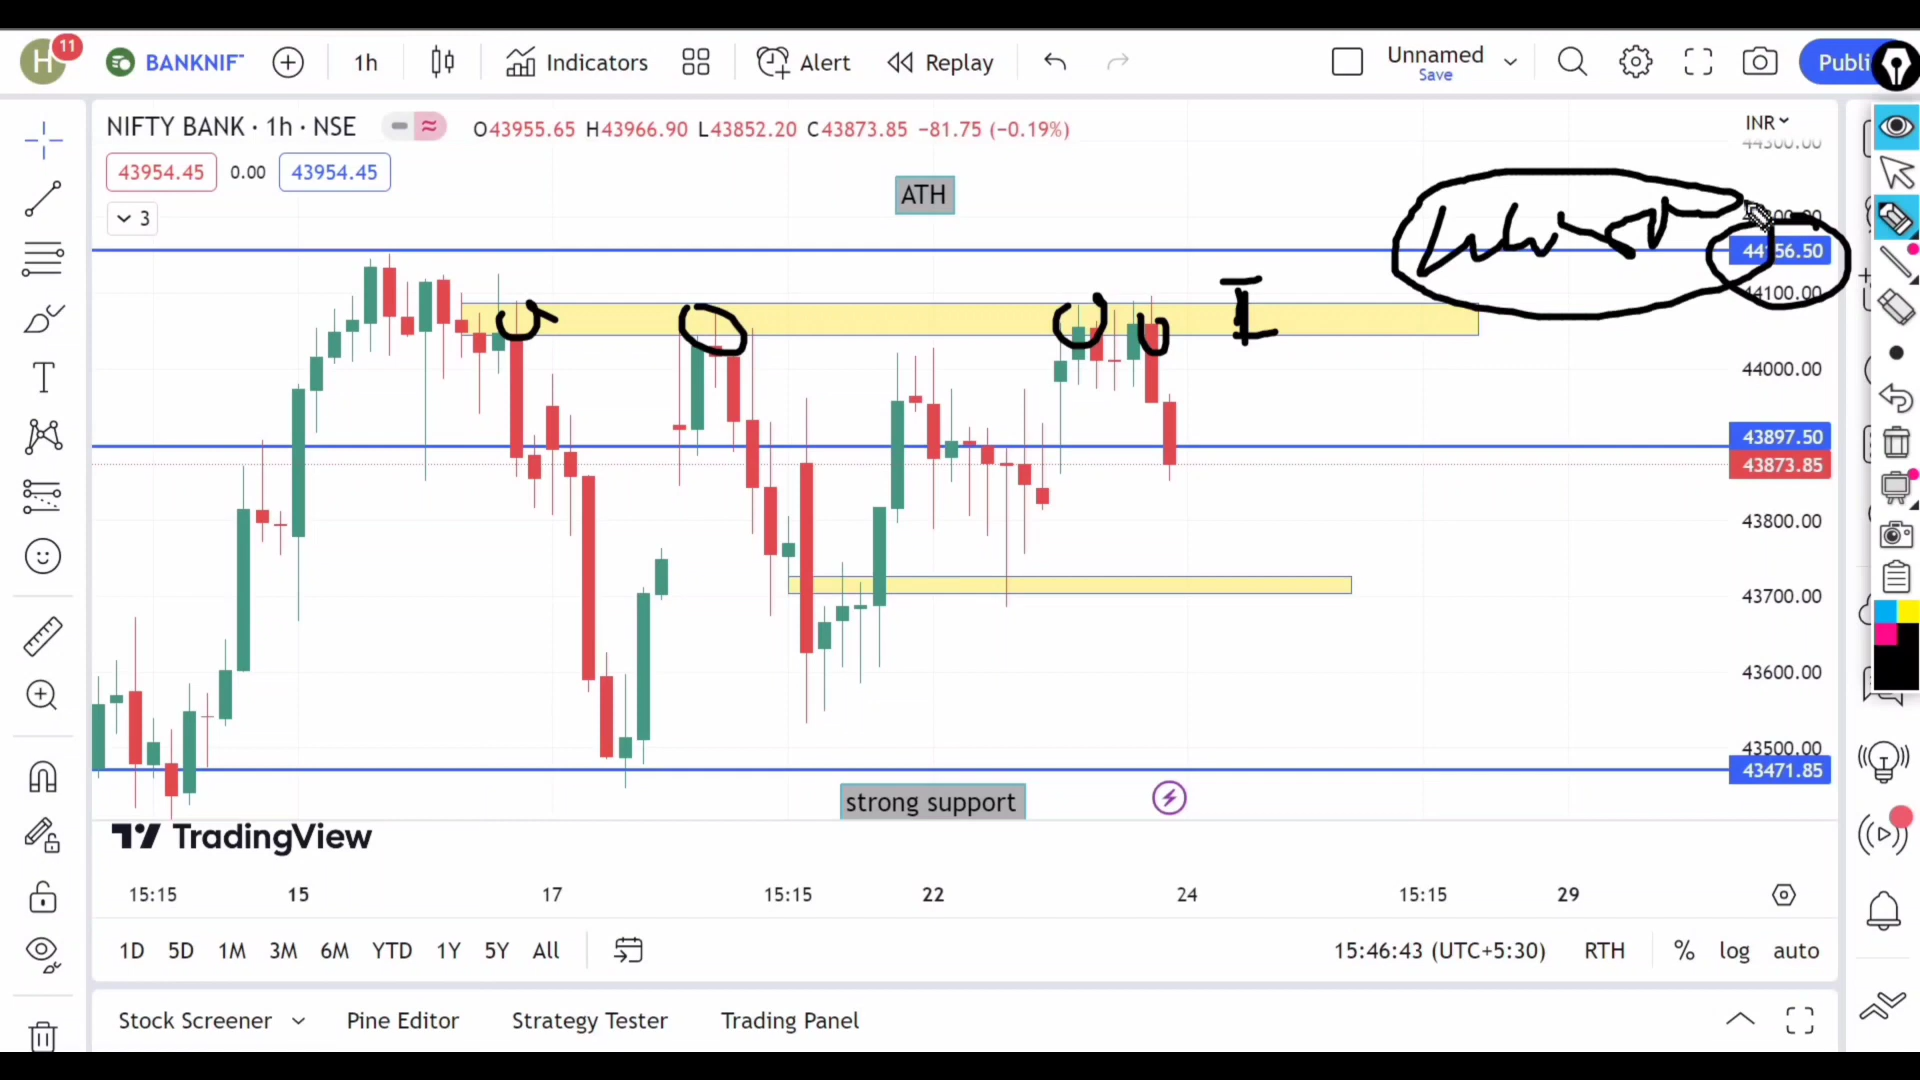 H 11 BANKNIF 1h Indicators Alert Replay Unnamed Save Publi
NIFTY BANK · 1h · NSE O43955.65 H43966.90 L43852.20 C43873.85 −81.75 (−0.19%) INR
43954.45 0.00 43954.45
3
ATH
44100.00
44000.00
43897.50
43873.85
43800.00
43700.00
43600.00
43500.00
43471.85
strong support
TradingView
15:15 15 17 15:15 22 24 15:15 29
1D 5D 1M 3M 6M YTD 1Y 5Y All 15:46:43 (UTC+5:30) RTH % log auto
Stock Screener Pine Editor Strategy Tester Trading Panel